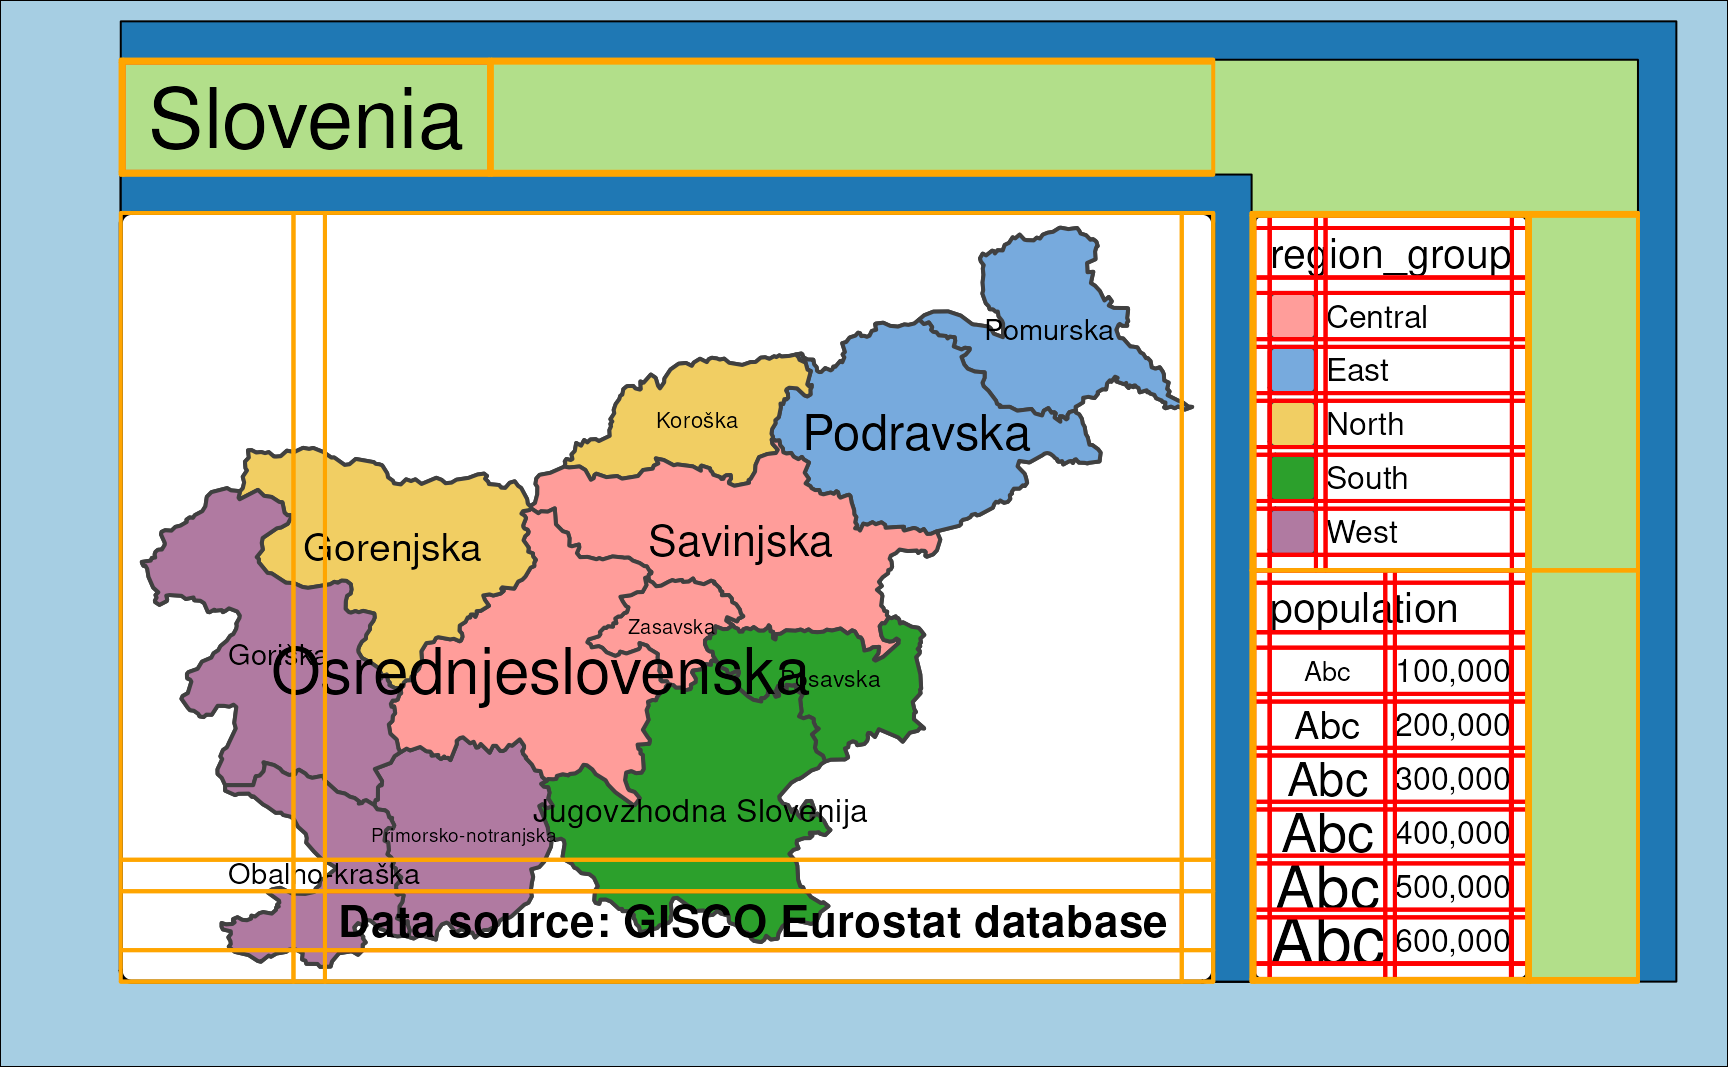 Slovenia
Pomurska
Koroška
Podravska
Gorenjska
Savinjska
Zasavska
Goriška
Osrednjeslovenska
Posavska
Jugovzhodna Slovenija
Primorsko-notranjska
Obalno-kraška
Data source: GISCO Eurostat database
region_group
Central
East
North
South
West
population
Abc 100,000
Abc 200,000
Abc 300,000
Abc 400,000
Abc 500,000
Abc 600,000